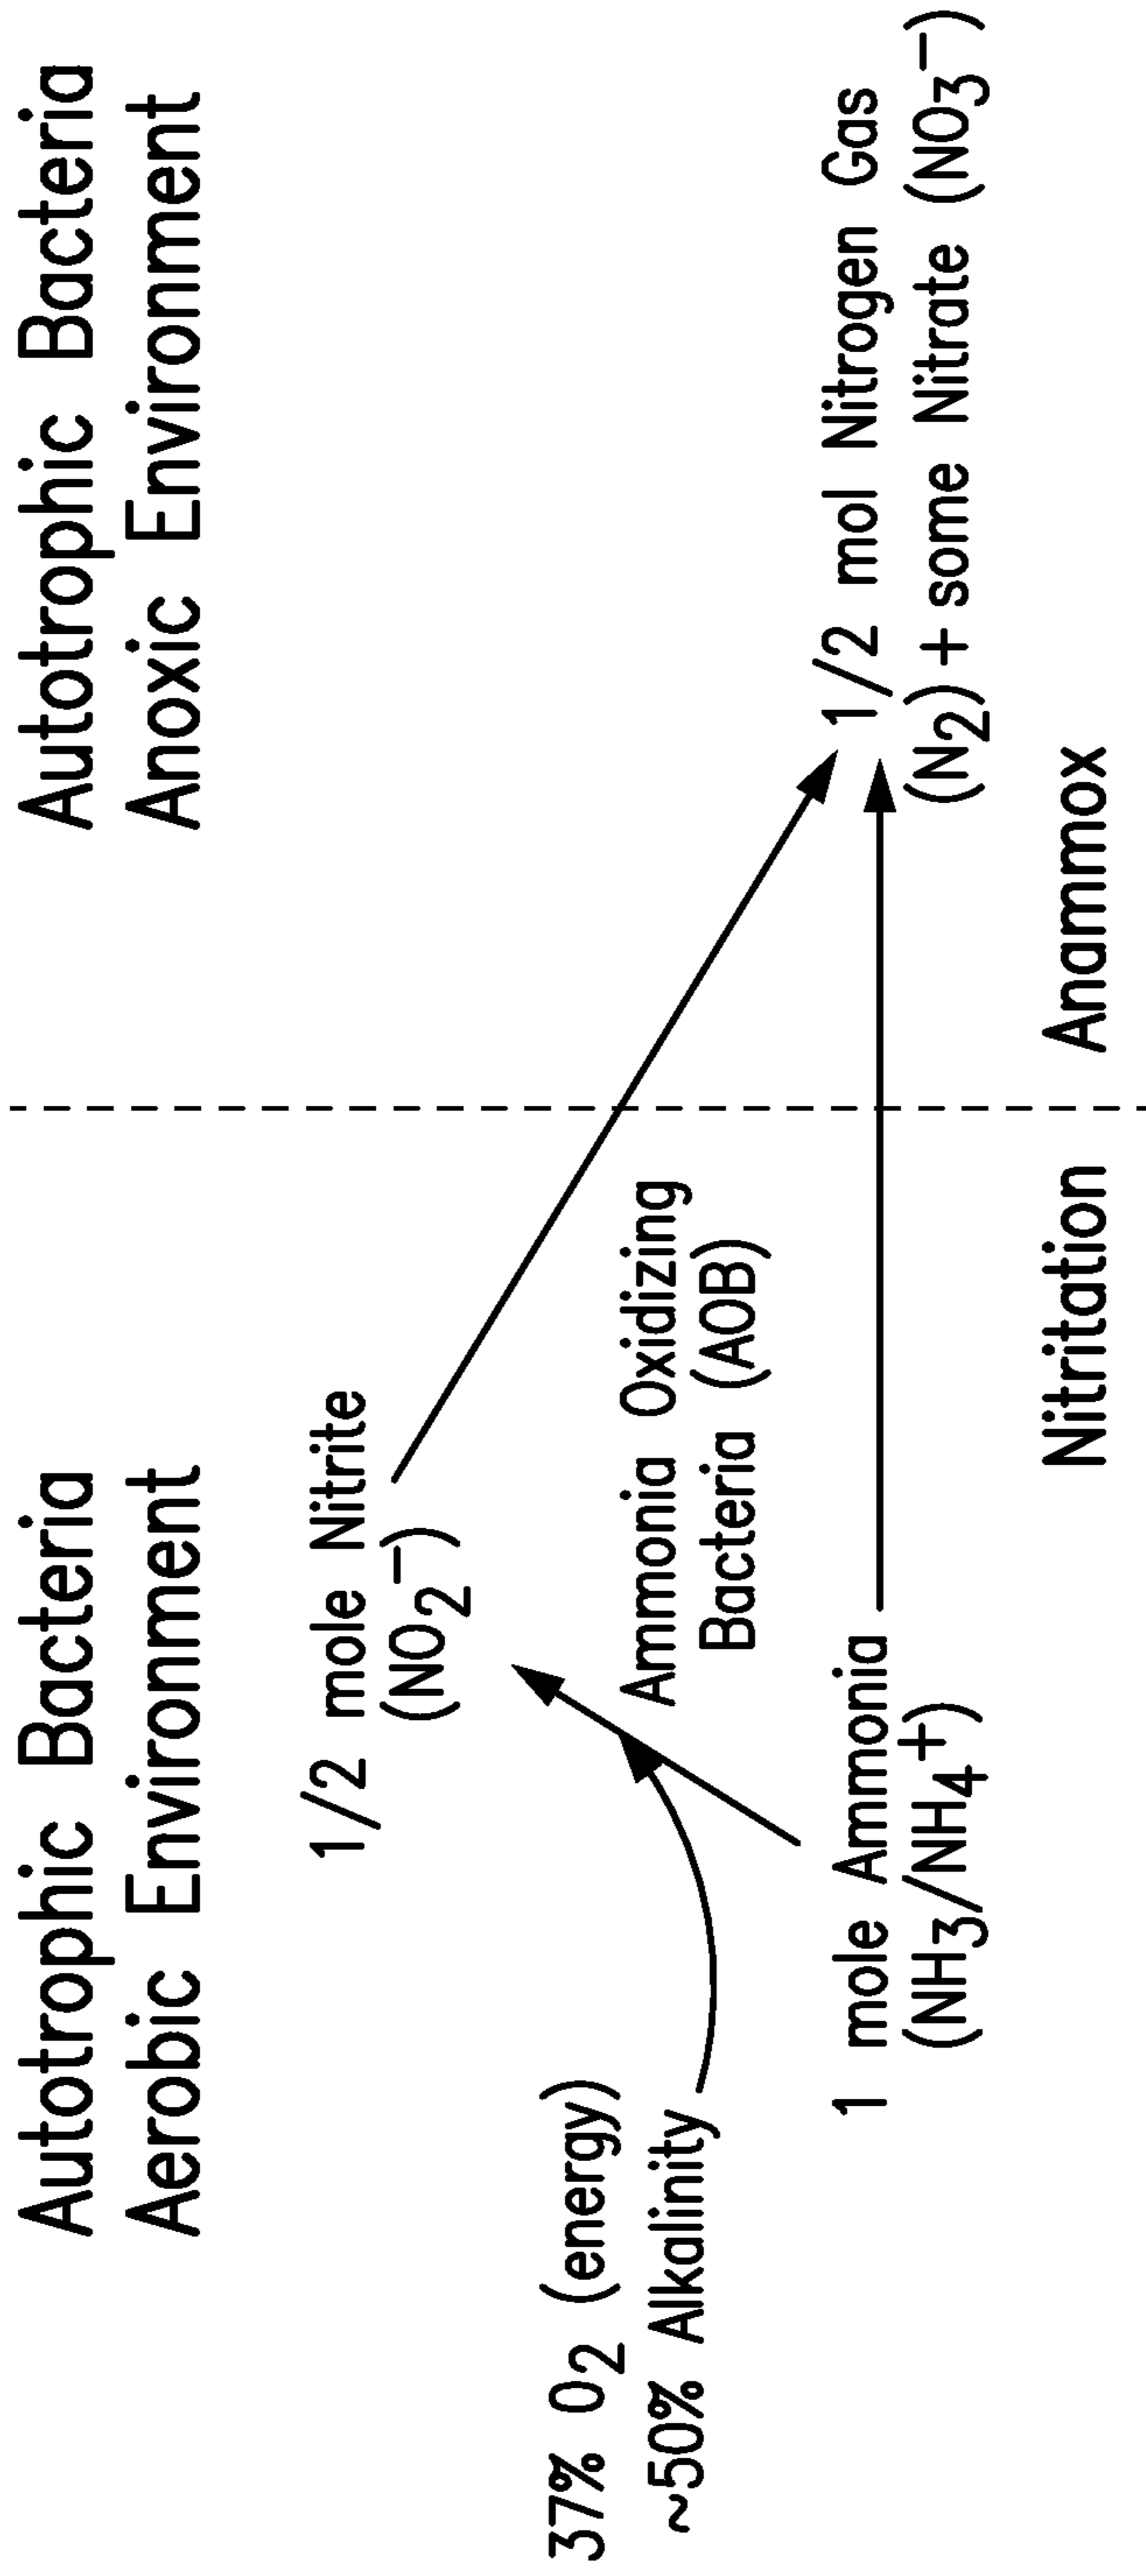 Autotrophic Bacteria
Aerobic Environment
Autotrophic Bacteria
Anoxic Environment
1/2 mole Nitrite
(NO₂⁻)
37% O₂ (energy)
~50% Alkalinity
Ammonia Oxidizing
Bacteria (AOB)
1 mole Ammonia
(NH₃/NH₄⁺)
1/2 mol Nitrogen Gas
(N₂) + some Nitrate (NO₃⁻)
Nitritation
Anammox